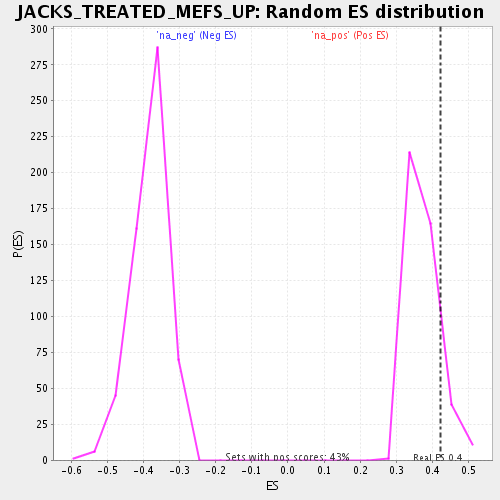 JACKS_TREATED_MEFS_UP: Random ES distribution
'na_neg' (Neg ES)
'na_pos' (Pos ES)
300
275
250
225
200
175
150
125
100
75
50
25
0
P(ES)
Sets with pos scores: 43%
Real ES 0.4
-0.6 -0.5 -0.4 -0.3 -0.2 -0.1 0.0 0.1 0.2 0.3 0.4 0.5
ES